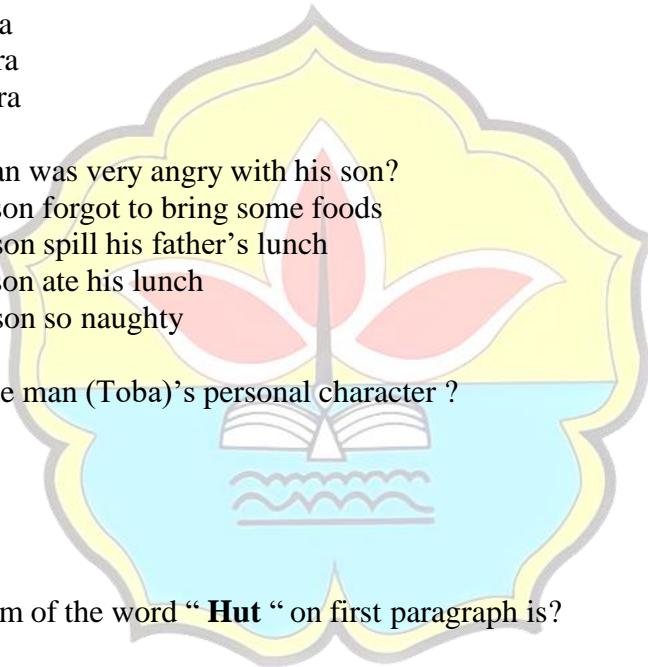 a
ra
ra
an was very angry with his son?
son forgot to bring some foods
son spill his father’s lunch
son ate his lunch
son so naughty
e man (Toba)’s personal character ?
m of the word “ Hut “ on first paragraph is?